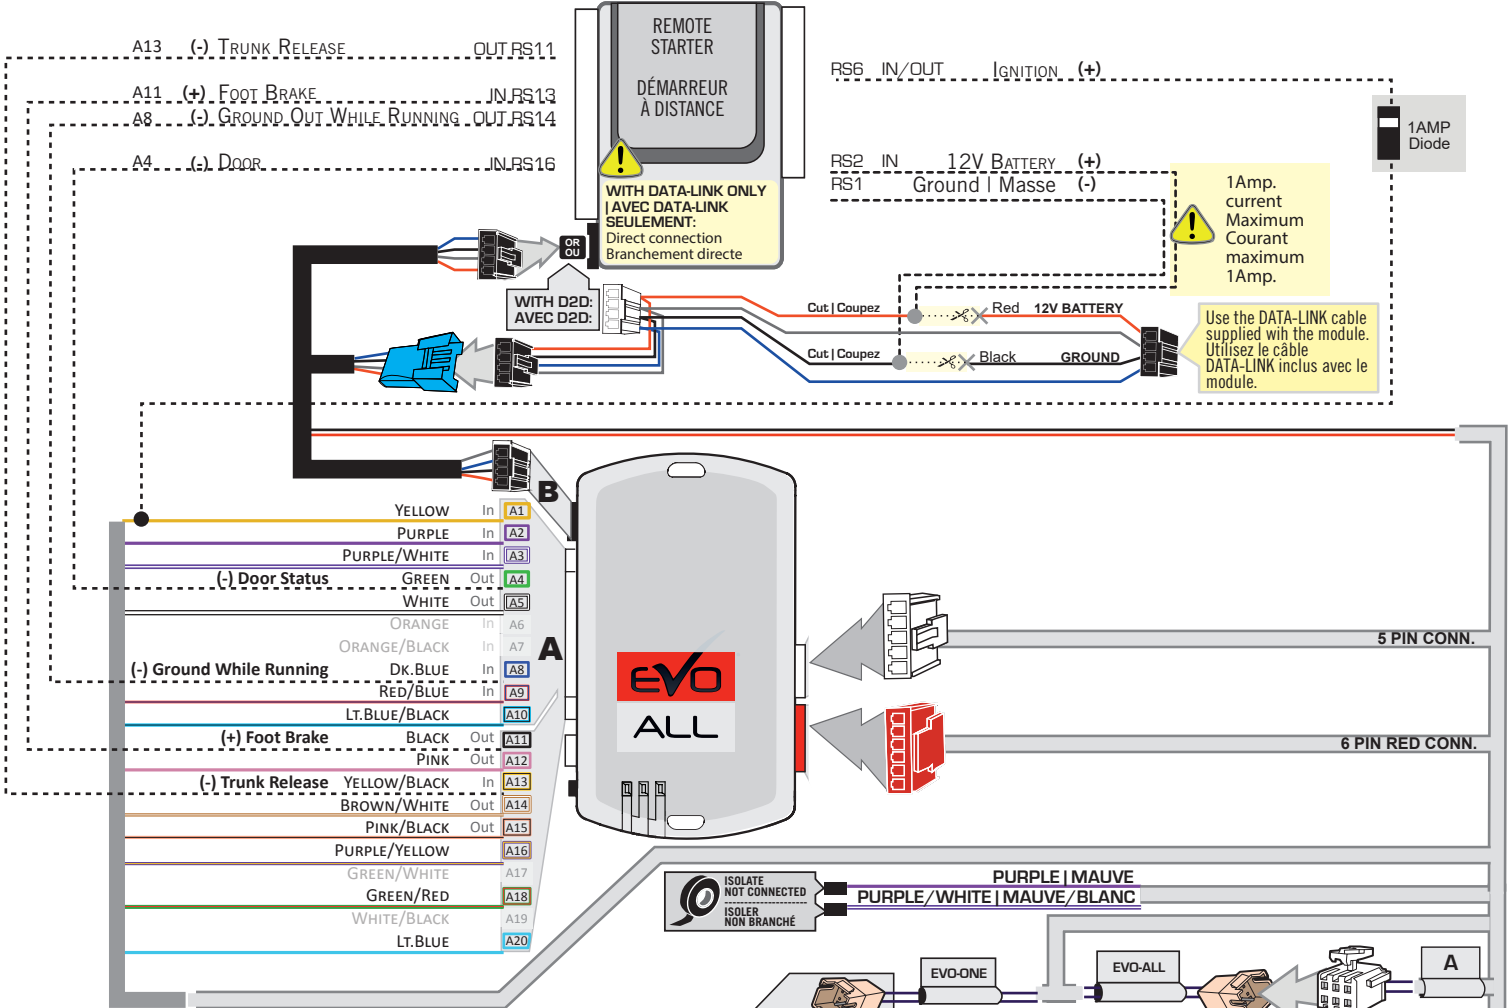 A13 (-) Trunk Release OUT RS11
A11 (+) Foot Brake IN RS13
A8 (-) Ground Out While Running OUT RS14
A4 (-) Door IN RS16
REMOTE
STARTER
DÉMARREUR
À DISTANCE
WITH DATA-LINK ONLY
| AVEC DATA-LINK
SEULEMENT:
Direct connection
Branchement directe
RS6 IN/OUT Ignition (+)
1AMP
Diode
RS2 IN 12V Battery (+)
RS1 Ground | Masse (-)
1Amp.
current
Maximum
Courant
maximum
1Amp.
OR
OU
WITH D2D:
AVEC D2D:
Cut | Coupez Red 12V BATTERY
Cut | Coupez Black GROUND
Use the DATA-LINK cable
supplied wih the module.
Utilisez le câble
DATA-LINK inclus avec le
module.
B
A
Yellow In A1
Purple In A2
Purple/White In A3
(-) Door Status Green Out A4
White Out A5
Orange In A6
Orange/Black In A7
(-) Ground While Running Dk.Blue In A8
Red/Blue In A9
Lt.Blue/Black A10
(+) Foot Brake Black Out A11
Pink Out A12
(-) Trunk Release Yellow/Black In A13
Brown/White Out A14
Pink/Black Out A15
Purple/Yellow A16
Green/White A17
Green/Red A18
White/Black A19
Lt.Blue A20
EVO
ALL
5 PIN CONN.
6 PIN RED CONN.
ISOLATE
NOT CONNECTED
ISOLER
NON BRANCHÉ
PURPLE | MAUVE
PURPLE/WHITE | MAUVE/BLANC
EVO-ONE
EVO-ALL
A